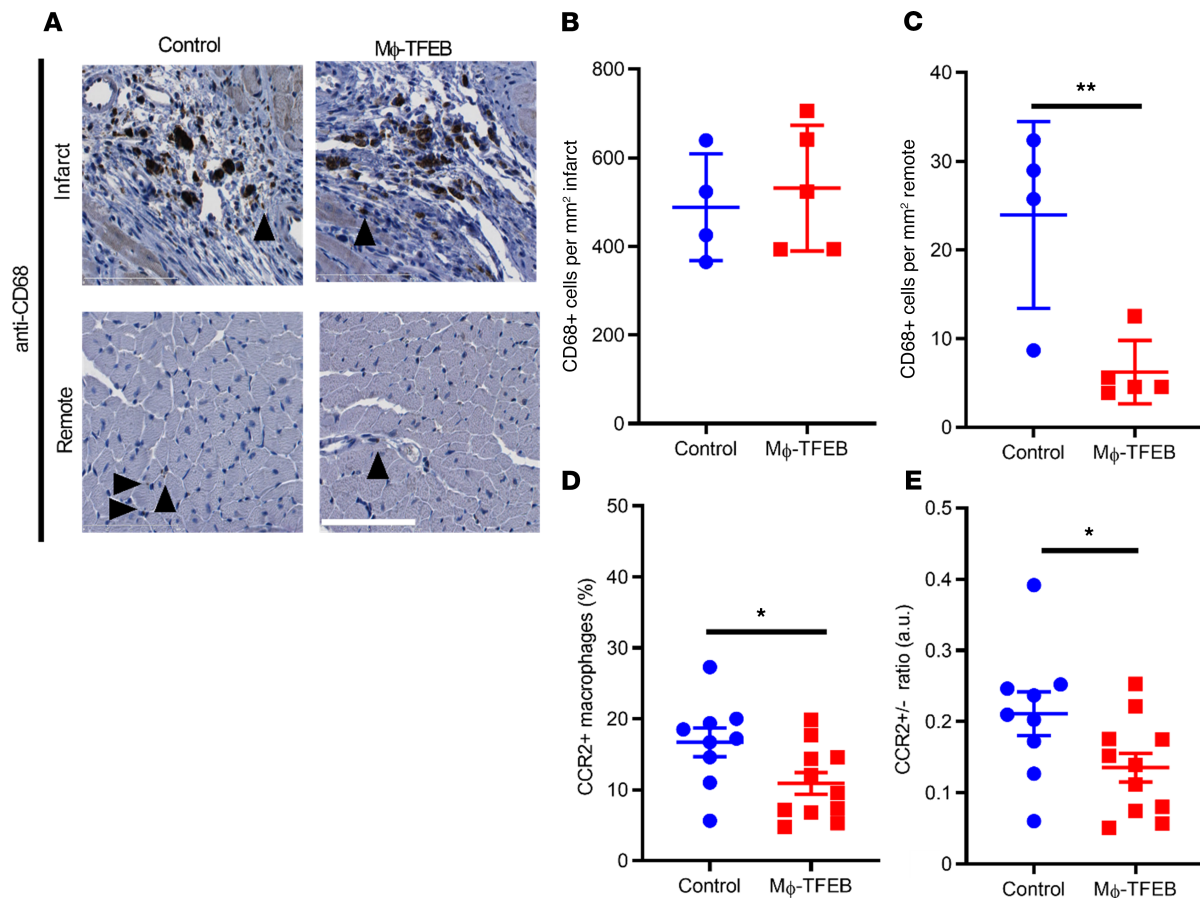 A
Control
Mϕ-TFEB
anti-CD68
Infarct
Remote
B
CD68+ cells per mm² infarct
800
600
400
200
0
Control
Mϕ-TFEB
C
CD68+ cells per mm² remote
40
30
20
10
0
**
Control
Mϕ-TFEB
D
CCR2+ macrophages (%)
50
40
30
20
10
0
*
Control
Mϕ-TFEB
E
CCR2+/- ratio (a.u.)
0.5
0.4
0.3
0.2
0.1
0
*
Control
Mϕ-TFEB